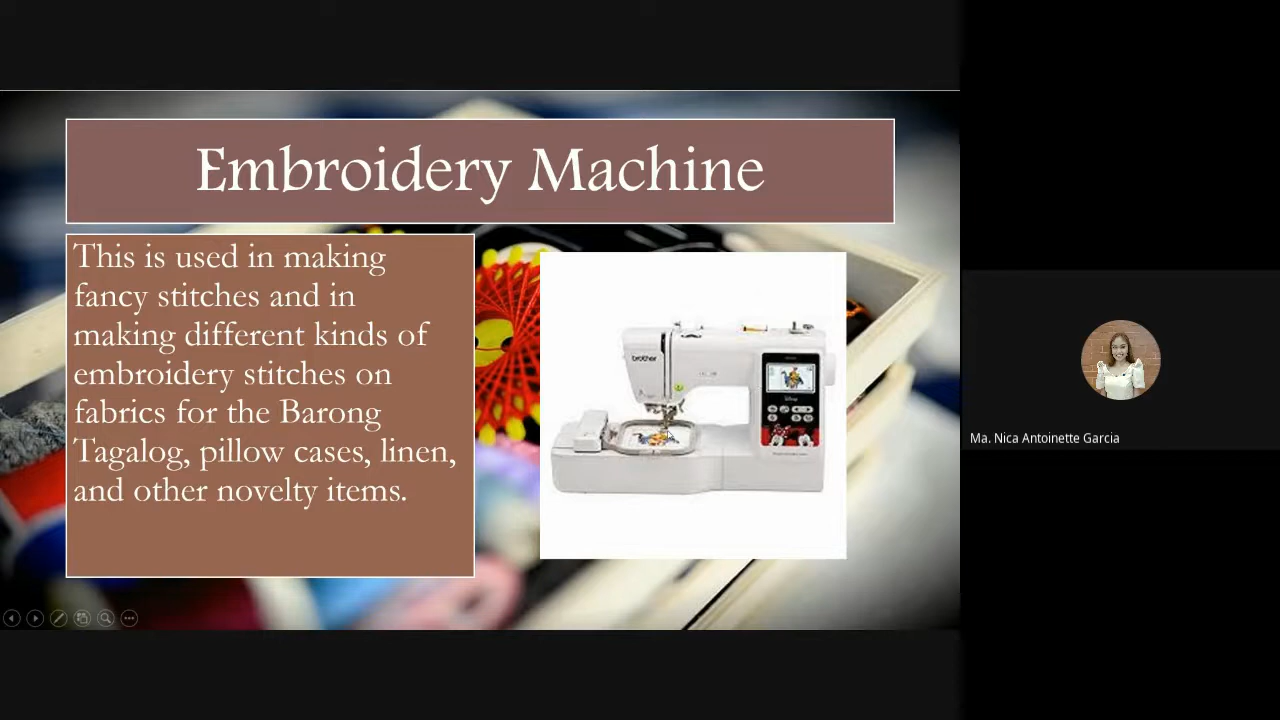 Embroidery Machine
This is used in making
fancy stitches and in
making different kinds of
embroidery stitches on
fabrics for the Barong
Tagalog, pillow cases, linen,
and other novelty items.
brother
Disney
Ma. Nica Antoinette Garcia